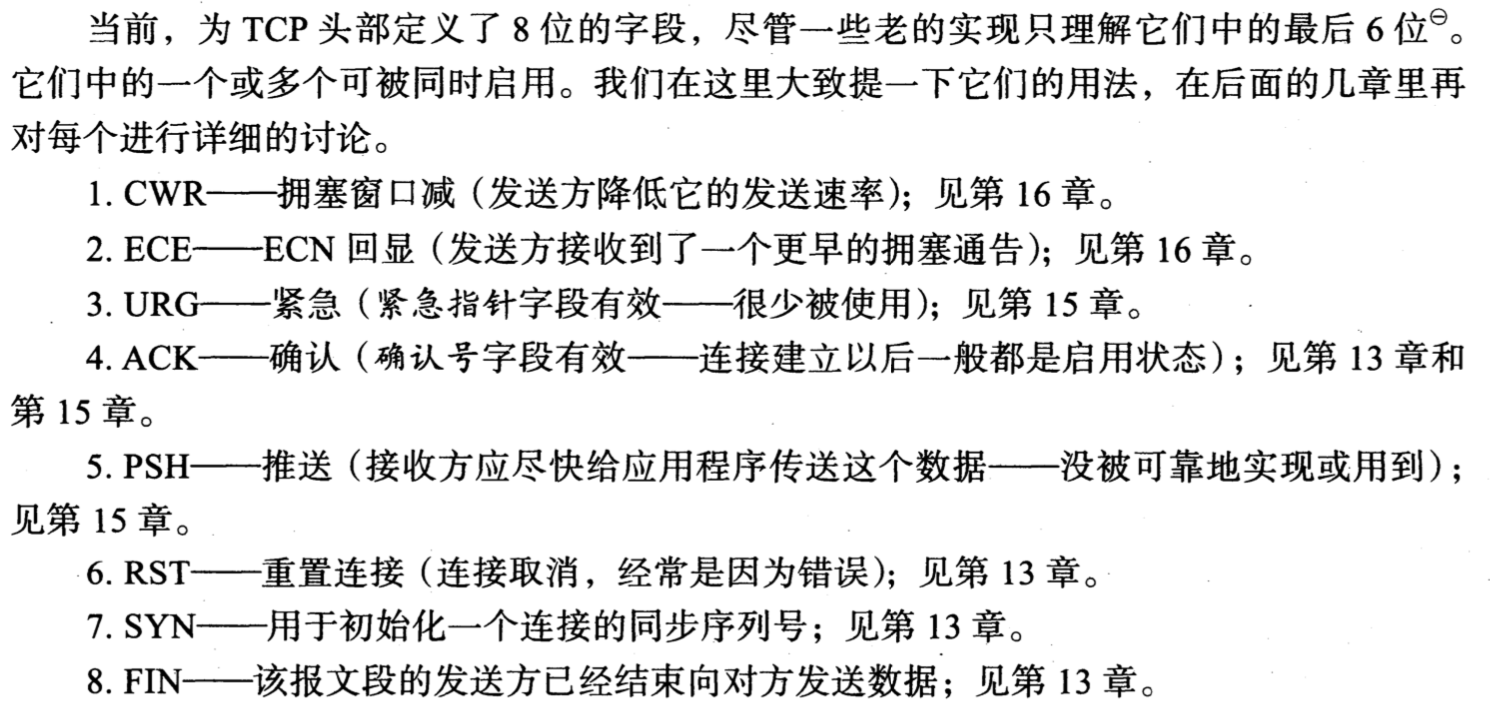 当前，为 TCP 头部定义了 8 位的字段，尽管一些老的实现只理解它们中的最后 6 位⊖。
它们中的一个或多个可被同时启用。我们在这里大致提一下它们的用法，在后面的几章里再
对每个进行详细的讨论。
1. CWR——拥塞窗口减（发送方降低它的发送速率）；见第 16 章。
2. ECE——ECN 回显（发送方接收到了一个更早的拥塞通告）；见第 16 章。
3. URG——紧急（紧急指针字段有效——很少被使用）；见第 15 章。
4. ACK——确认（确认号字段有效——连接建立以后一般都是启用状态）；见第 13 章和
第 15 章。
5. PSH——推送（接收方应尽快给应用程序传送这个数据——没被可靠地实现或用到）；
见第 15 章。
6. RST——重置连接（连接取消，经常是因为错误）；见第 13 章。
7. SYN——用于初始化一个连接的同步序列号；见第 13 章。
8. FIN——该报文段的发送方已经结束向对方发送数据；见第 13 章。